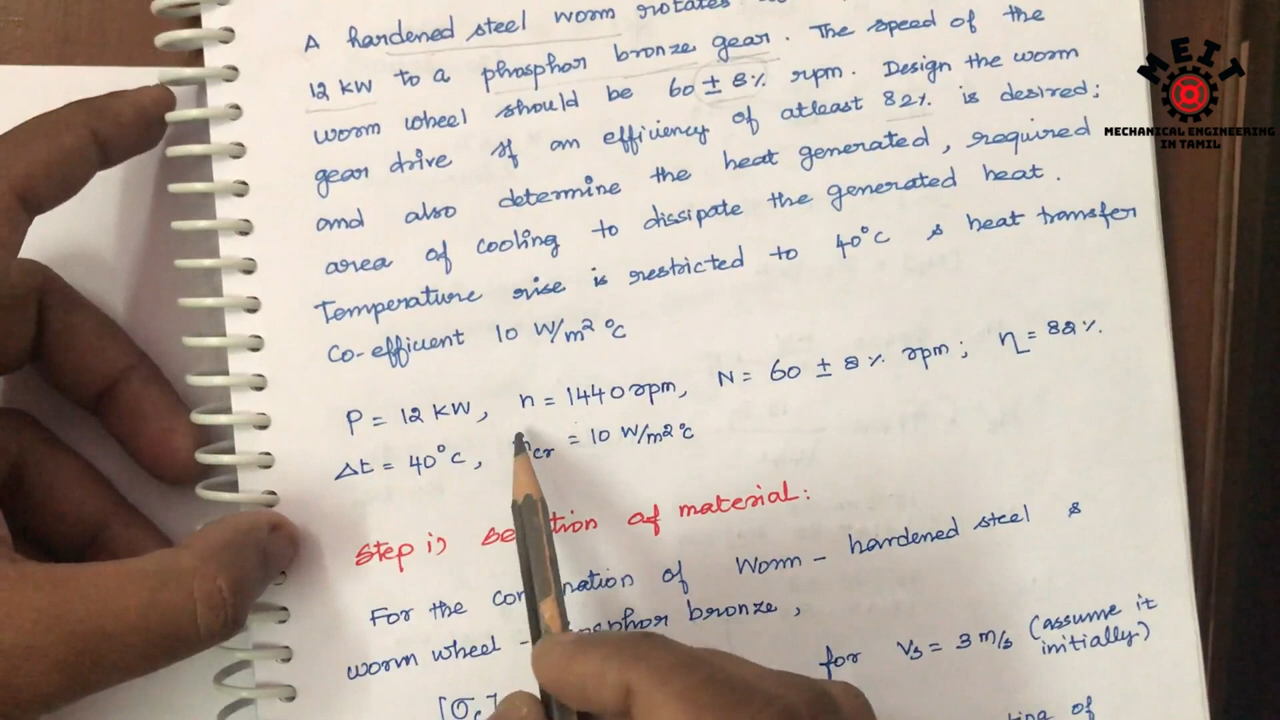 A hardened steel worm rotates
12 kW to a phosphor bronze gear. The speed of the
worm wheel should be 60 ± 8% rpm. Design the worm
gear drive if an efficiency of atleast 82% is desired;
and also determine the heat generated, required
area of cooling to dissipate the generated heat.
Temperature rise is restricted to 40°C & heat transfer
Co-efficient 10 W/m² °C
P = 12 kW, n = 1440 rpm, N = 60 ± 8% rpm; η = 82%.
Δt = 40°C, cr = 10 W/m²°C
Step 1) of material:
For the of Worm - hardened steel &
worm wheel - bronze,
for Vs = 3 m/s (assume it
initially)
[σc]
of
MEIT
MECHANICAL ENGINEERING
IN TAMIL